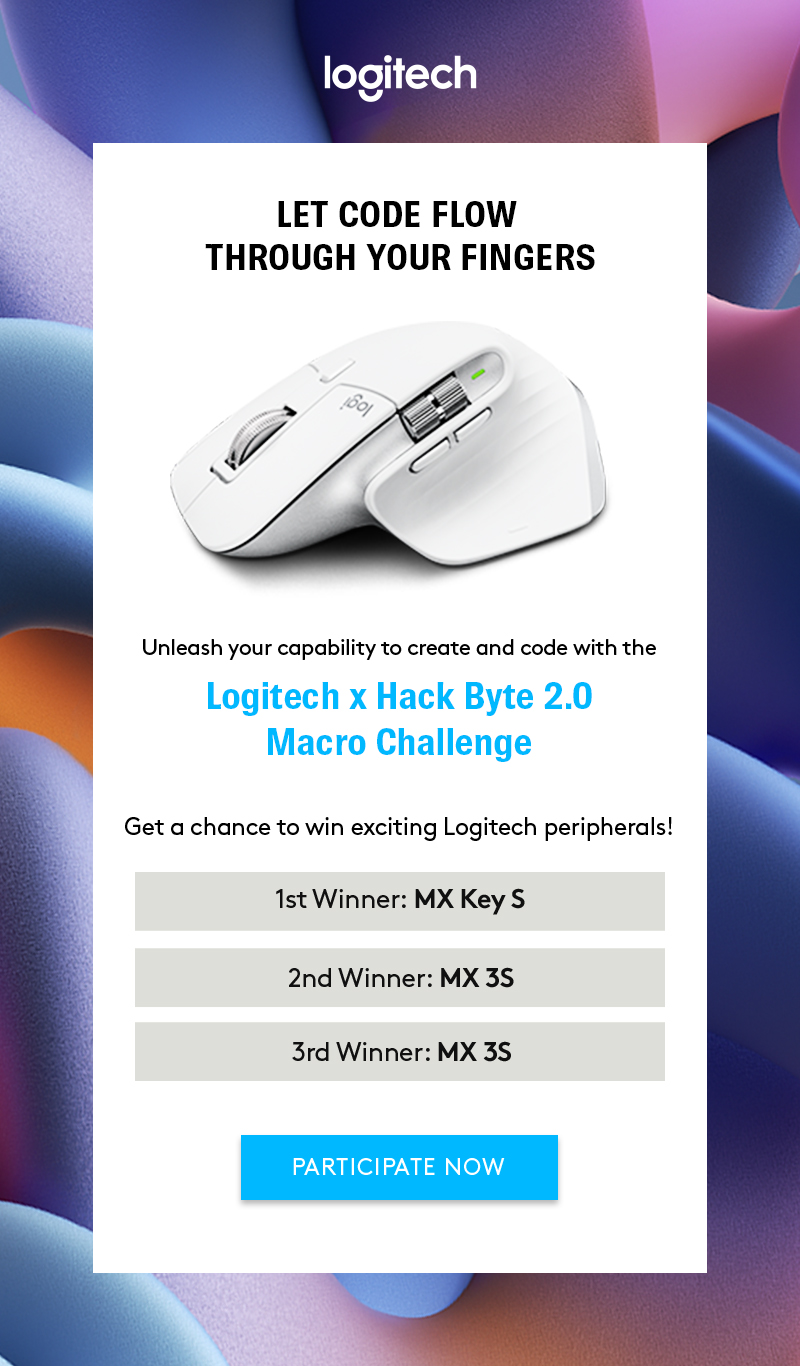 logitech
LET CODE FLOW
THROUGH YOUR FINGERS
logi
Unleash your capability to create and code with the
Logitech x Hack Byte 2.0
Macro Challenge
Get a chance to win exciting Logitech peripherals!
1st Winner: MX Key S
2nd Winner: MX 3S
3rd Winner: MX 3S
PARTICIPATE NOW